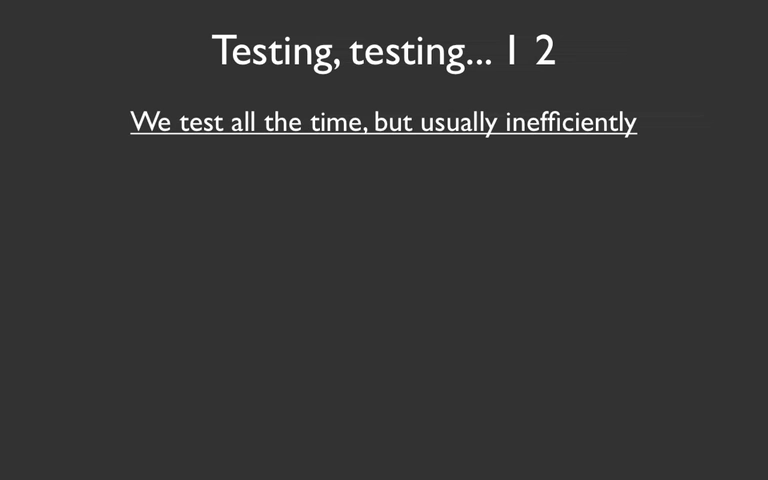 Testing, testing... 1 2
We test all the time, but usually inefficiently